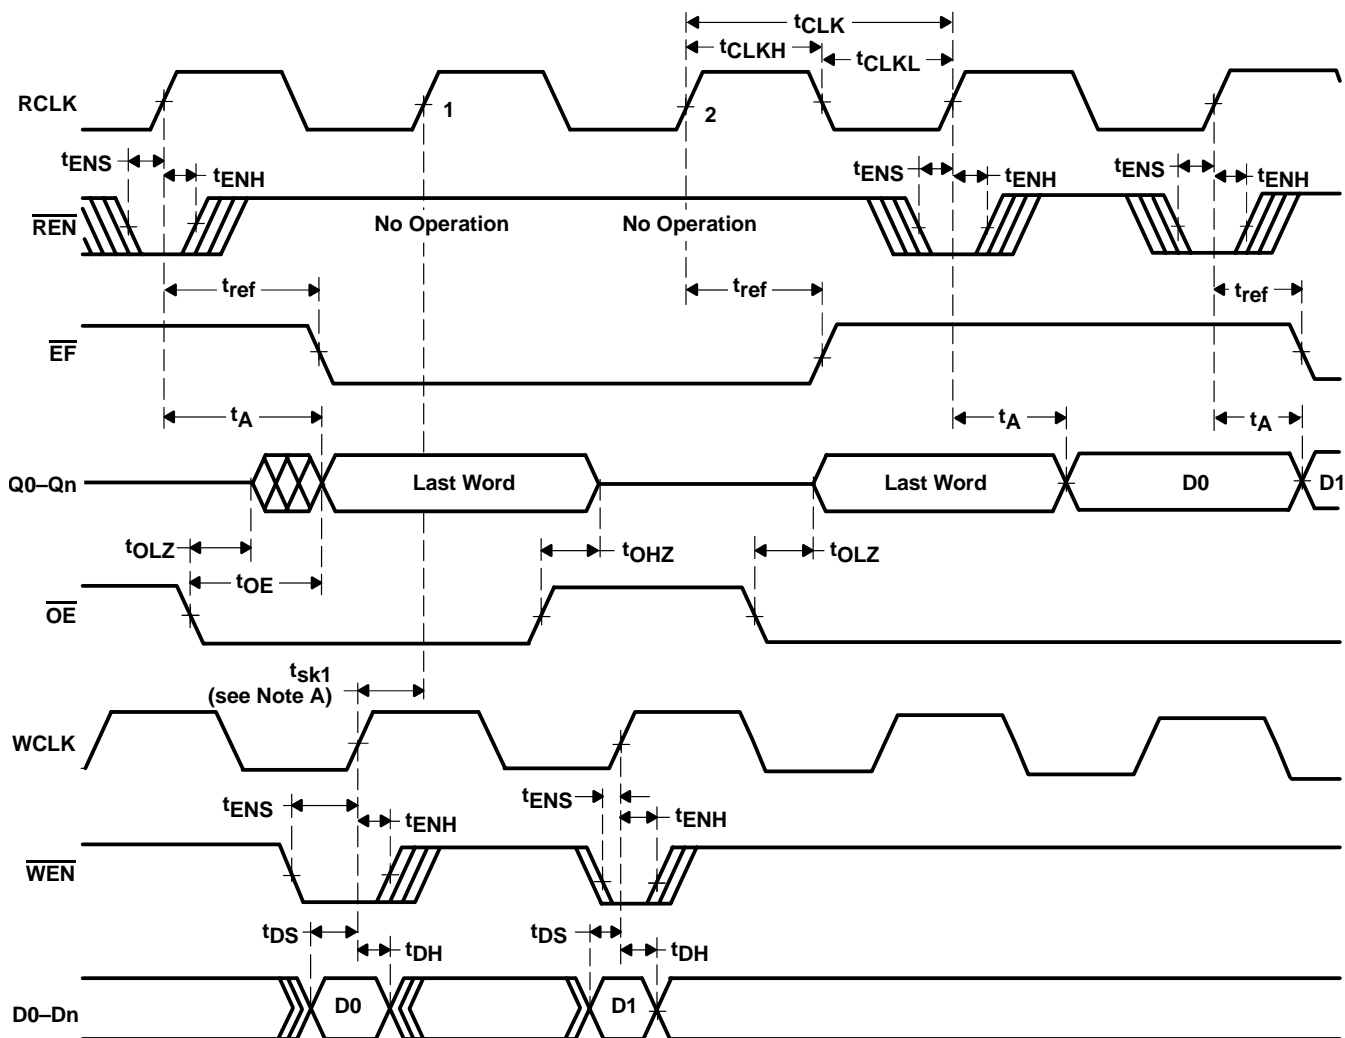 tCLK
tCLKH
tCLKL
RCLK
1
2
tENS
tENH
tENS
tENH
tENS
tENH
REN
No Operation
No Operation
tref
tref
tref
EF
tA
tA
tA
Q0–Qn
Last Word
Last Word
D0
D1
tOLZ
tOHZ
tOLZ
tOE
OE
tsk1
(see Note A)
WCLK
tENS
tENH
tENS
tENH
WEN
tDS
tDH
tDS
tDH
D0–Dn
D0
D1